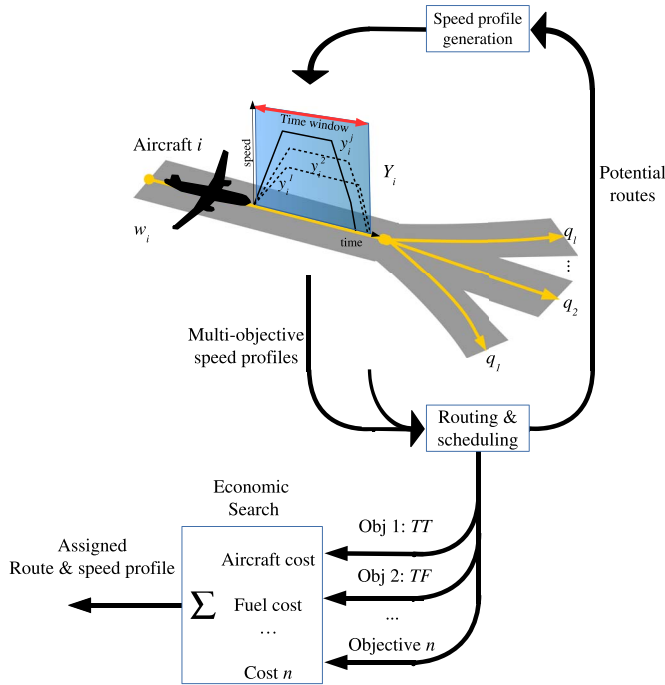 Speed profile
generation
Time window
speed
y_i^j
y_i^2
y_i^1
time
Aircraft i
Y_i
w_i
Potential
routes
q_l
⋮
q_2
q_1
Multi-objective
speed profiles
Routing &
scheduling
Economic
Search
Obj 1: TT
Aircraft cost
Assigned
Route & speed profile
Obj 2: TF
Σ
Fuel cost
...
...
Objective n
Cost n